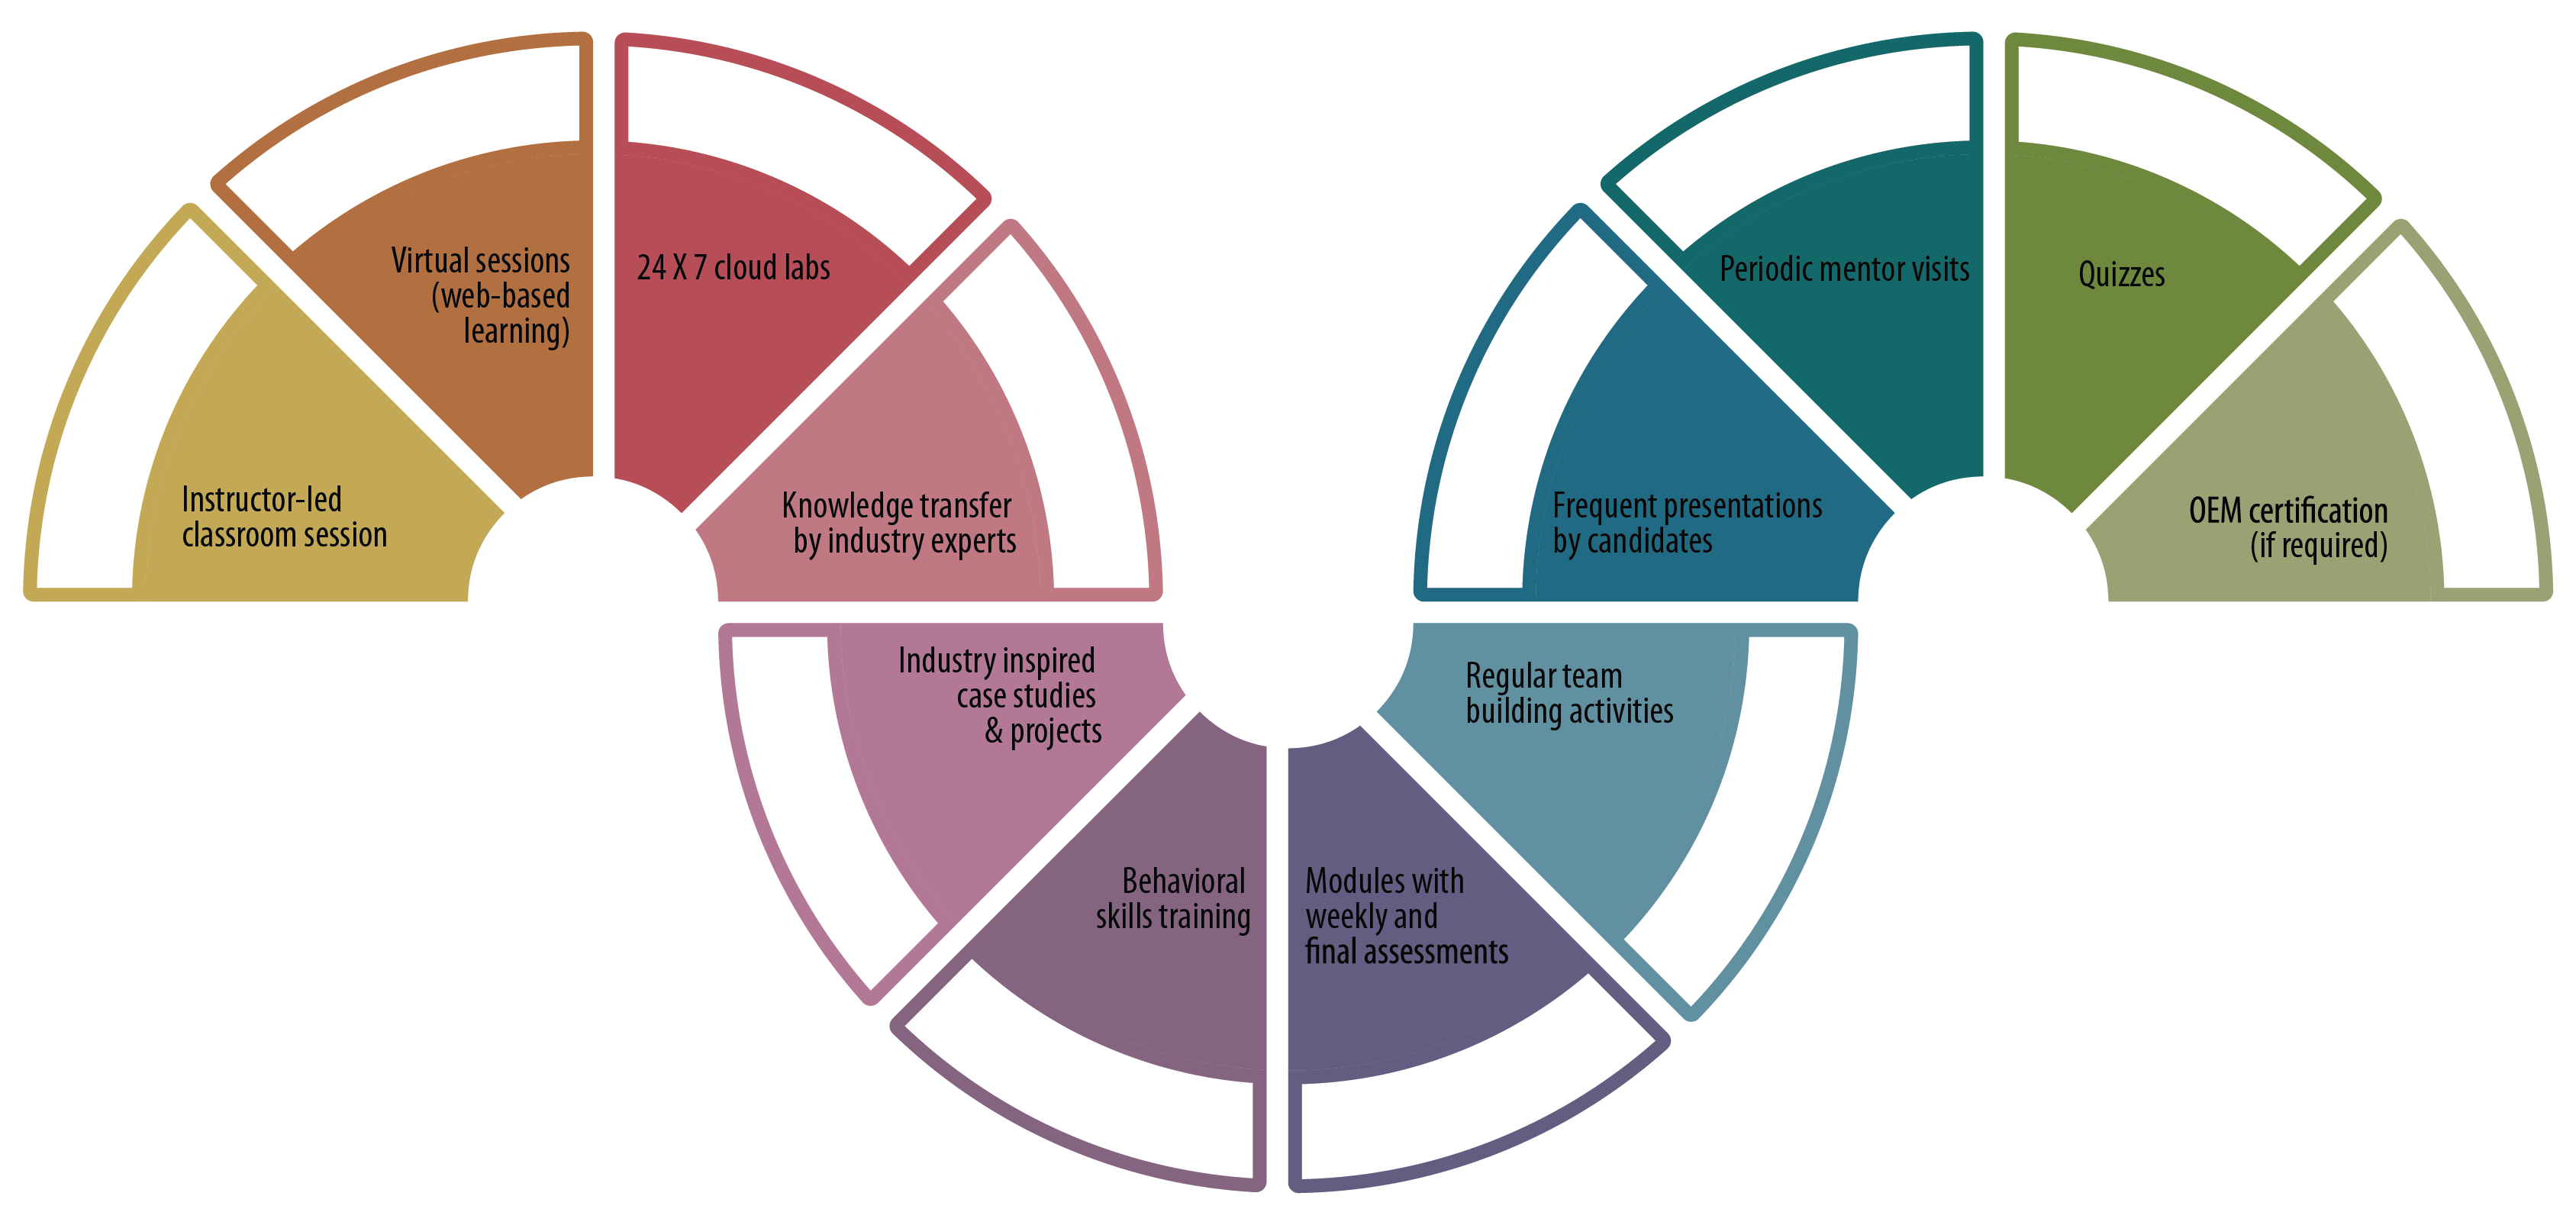 Instructor-led
classroom session
Virtual sessions
(web-based
learning)
24 X 7 cloud labs
Knowledge transfer
by industry experts
Industry inspired
case studies
& projects
Behavioral
skills training
Modules with
weekly and
final assessments
Regular team
building activities
Frequent presentations
by candidates
Periodic mentor visits
Quizzes
OEM certification
(if required)